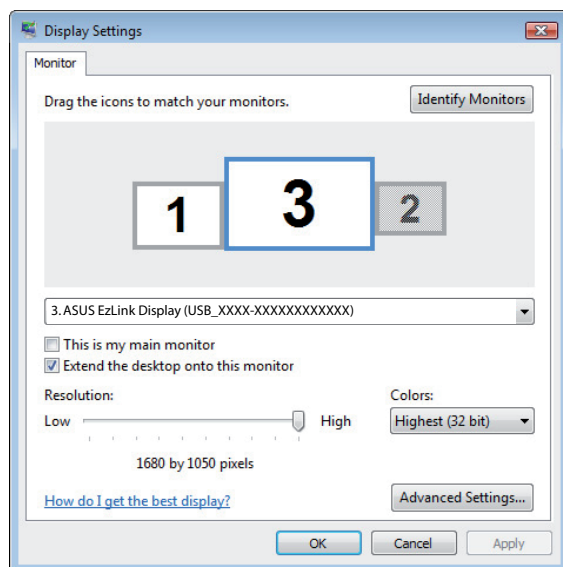 Display Settings
Monitor
Drag the icons to match your monitors.
Identify Monitors
1
3
2
3. ASUS EzLink Display (USB_XXXX-XXXXXXXXXXXX)
This is my main monitor
Extend the desktop onto this monitor
Resolution:
Colors:
Low
High
Highest (32 bit)
1680 by 1050 pixels
How do I get the best display?
Advanced Settings...
OK
Cancel
Apply